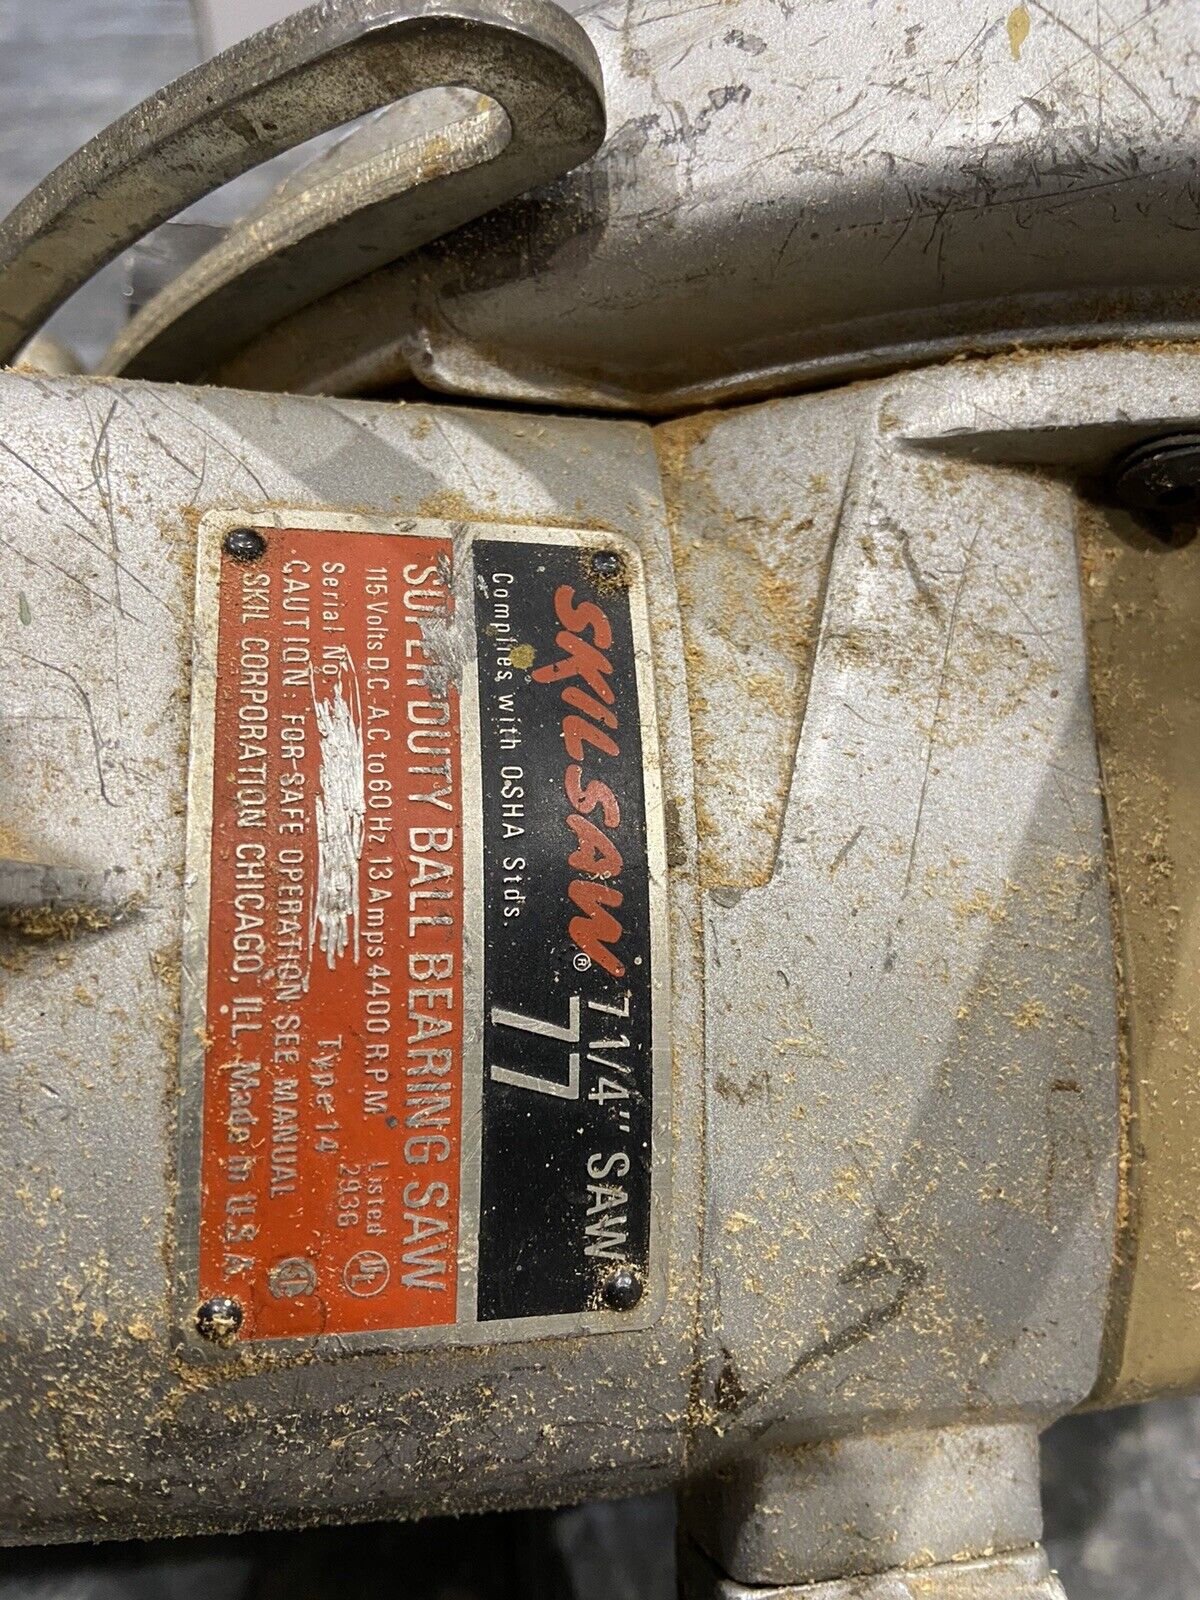 SKILSAW® 7 1/4" SAW
Complies with OSHA Stds. 77
SUPER DUTY BALL BEARING SAW
115 Volts D.C.-A.C. to 60 Hz. 13 Amps 4400 R.P.M. Listed UL
2936
Serial No. Type 14
CAUTION: FOR SAFE OPERATION SEE MANUAL
SKIL CORPORATION CHICAGO, ILL. Made in U.S.A.